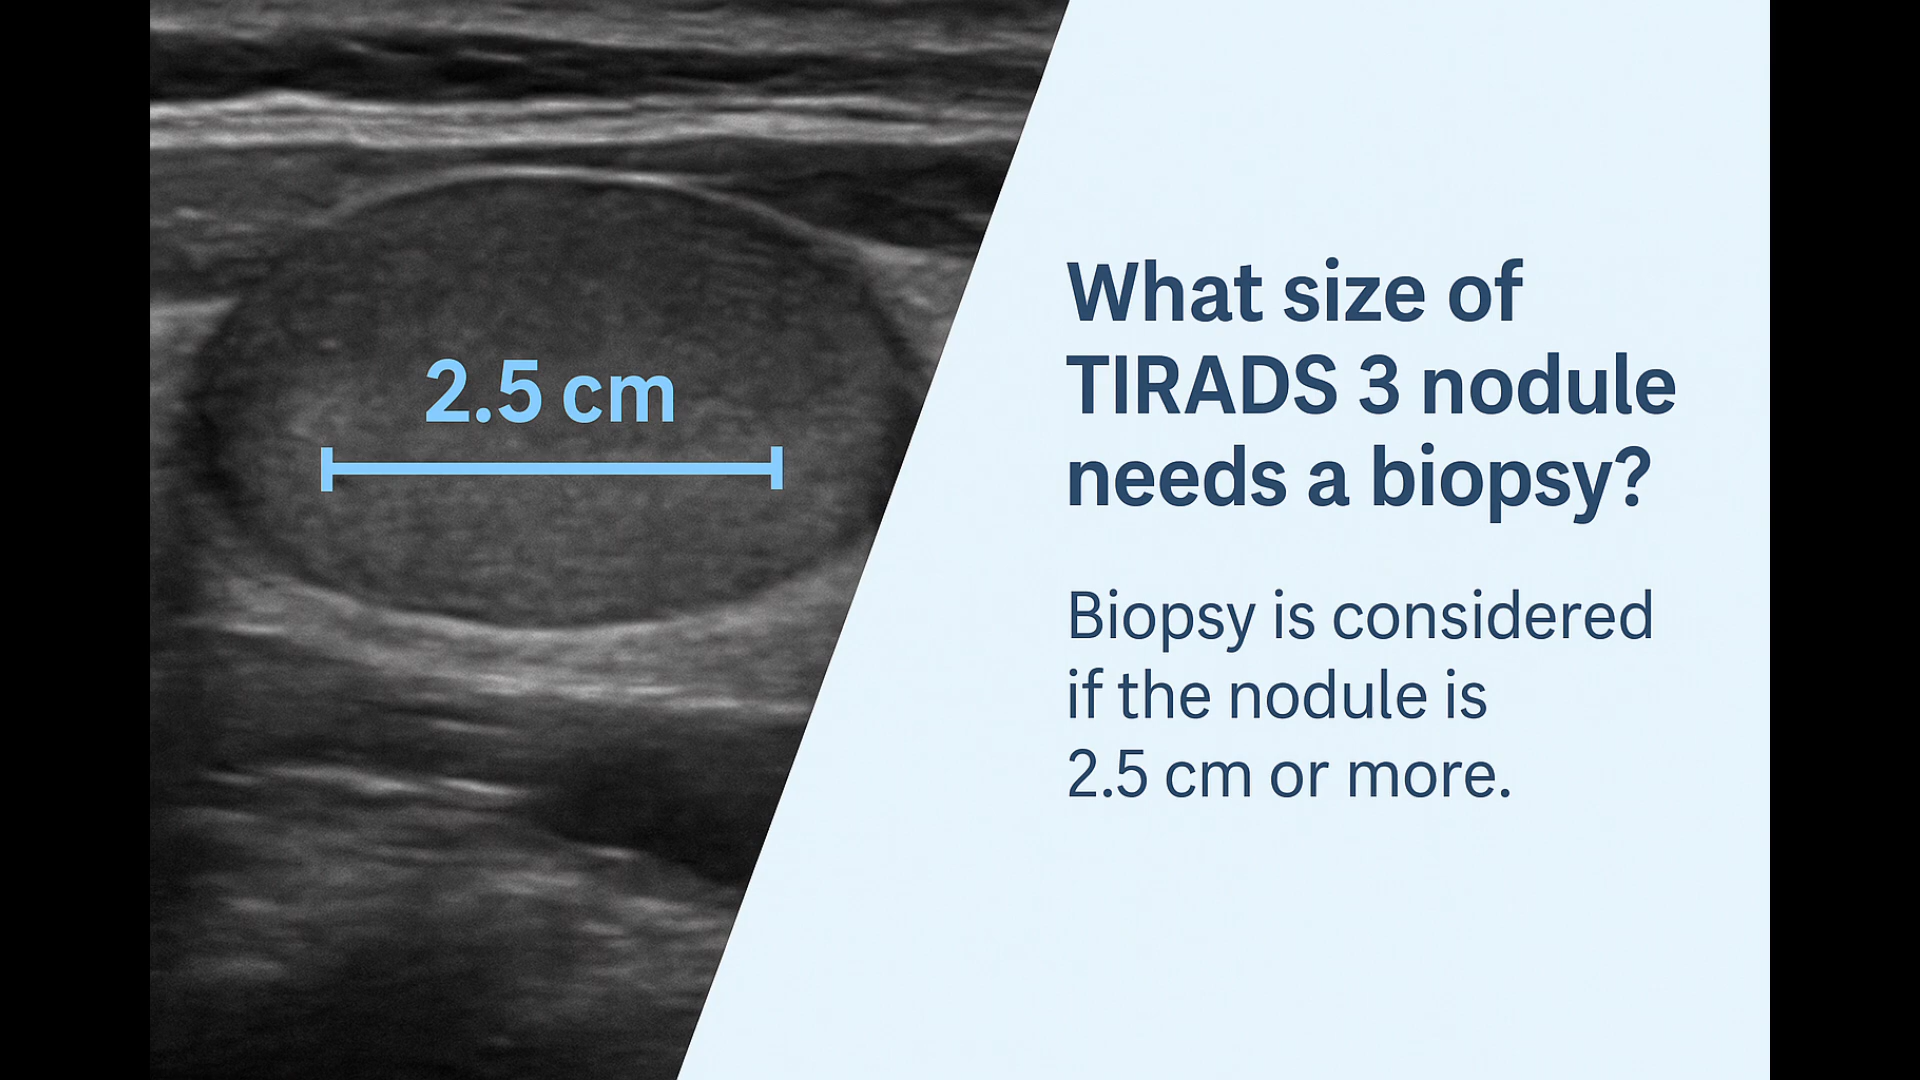 2.5 cm
What size of
TIRADS 3 nodule
needs a biopsy?
Biopsy is considered
if the nodule is
2.5 cm or more.